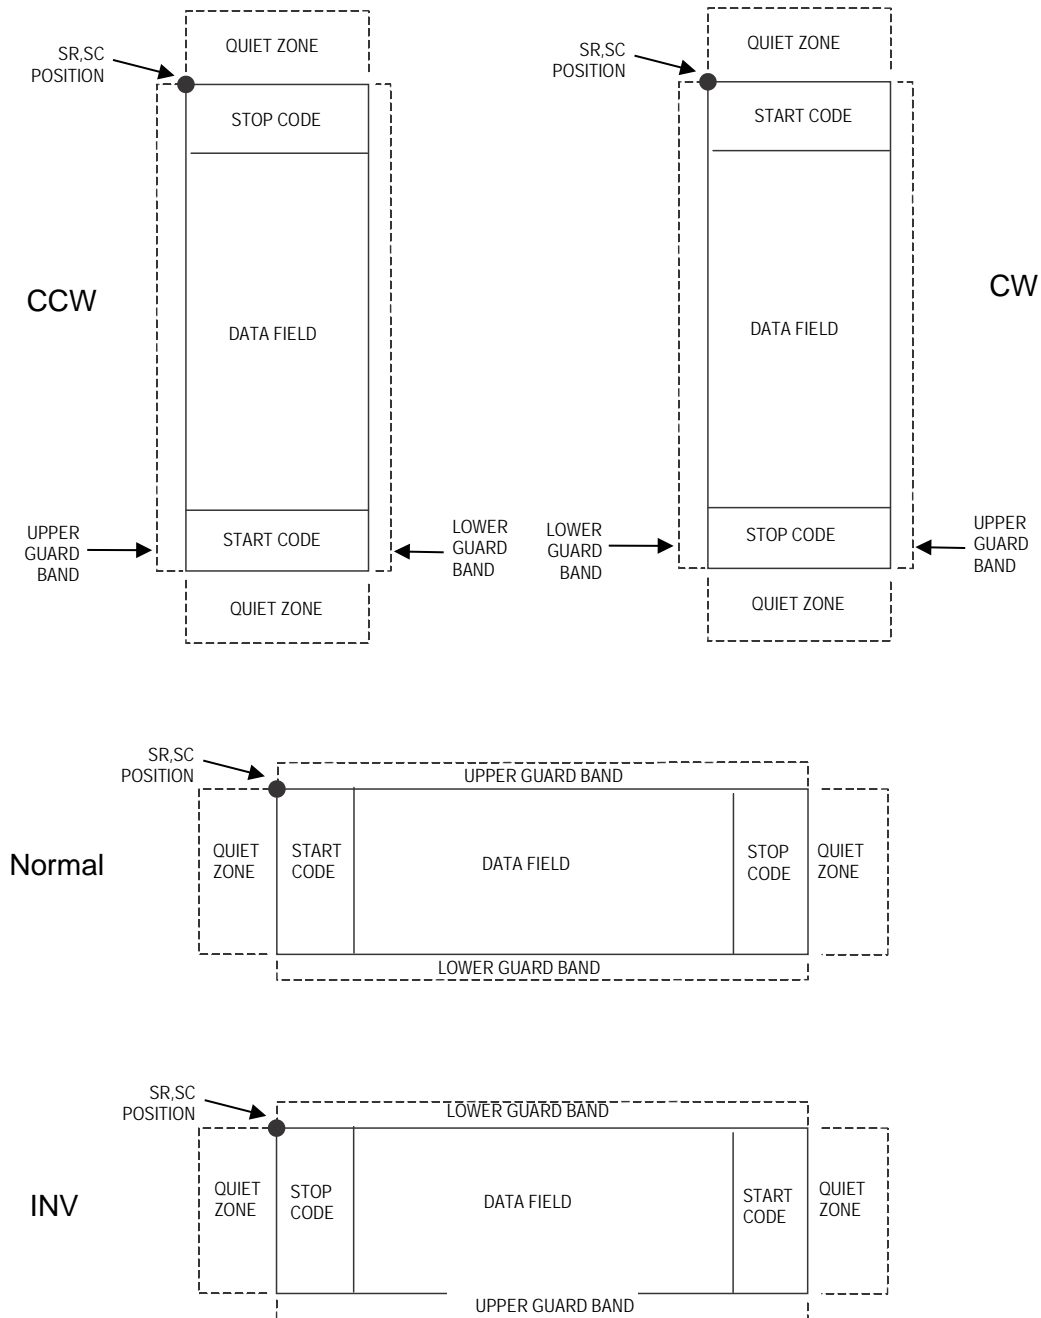 QUIET ZONE
SR,SC
POSITION
STOP CODE
CCW
DATA FIELD
UPPER
GUARD
BAND
START CODE
LOWER
GUARD
BAND
QUIET ZONE
QUIET ZONE
SR,SC
POSITION
START CODE
CW
DATA FIELD
LOWER
GUARD
BAND
STOP CODE
UPPER
GUARD
BAND
QUIET ZONE
SR,SC
POSITION
UPPER GUARD BAND
Normal
QUIET
ZONE
START
CODE
DATA FIELD
STOP
CODE
QUIET
ZONE
LOWER GUARD BAND
SR,SC
POSITION
LOWER GUARD BAND
INV
QUIET
ZONE
STOP
CODE
DATA FIELD
START
CODE
QUIET
ZONE
UPPER GUARD BAND